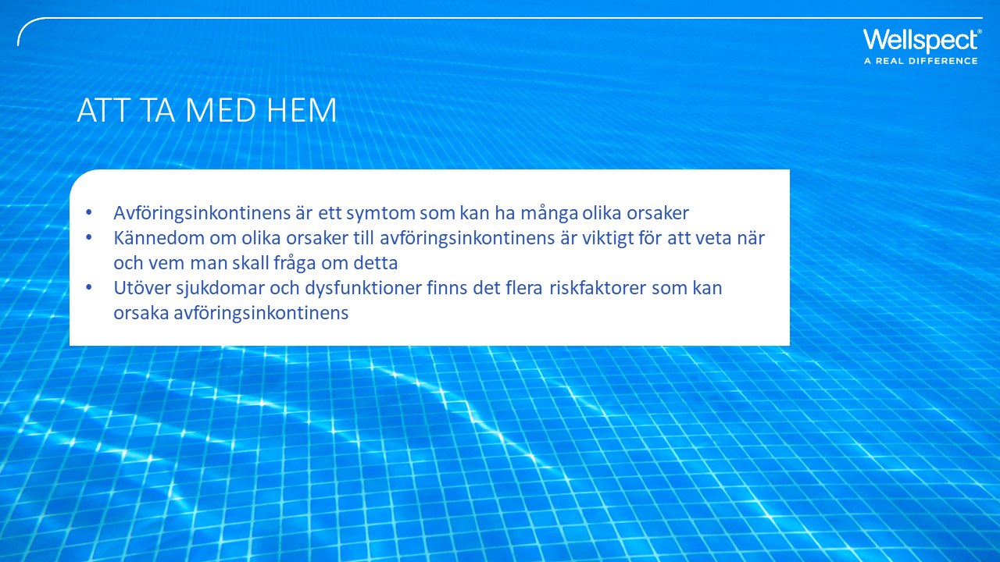 Wellspect®
A REAL DIFFERENCE
ATT TA MED HEM
• Avföringsinkontinens är ett symtom som kan ha många olika orsaker
• Kännedom om olika orsaker till avföringsinkontinens är viktigt för att veta när
och vem man skall fråga om detta
• Utöver sjukdomar och dysfunktioner finns det flera riskfaktorer som kan
orsaka avföringsinkontinens